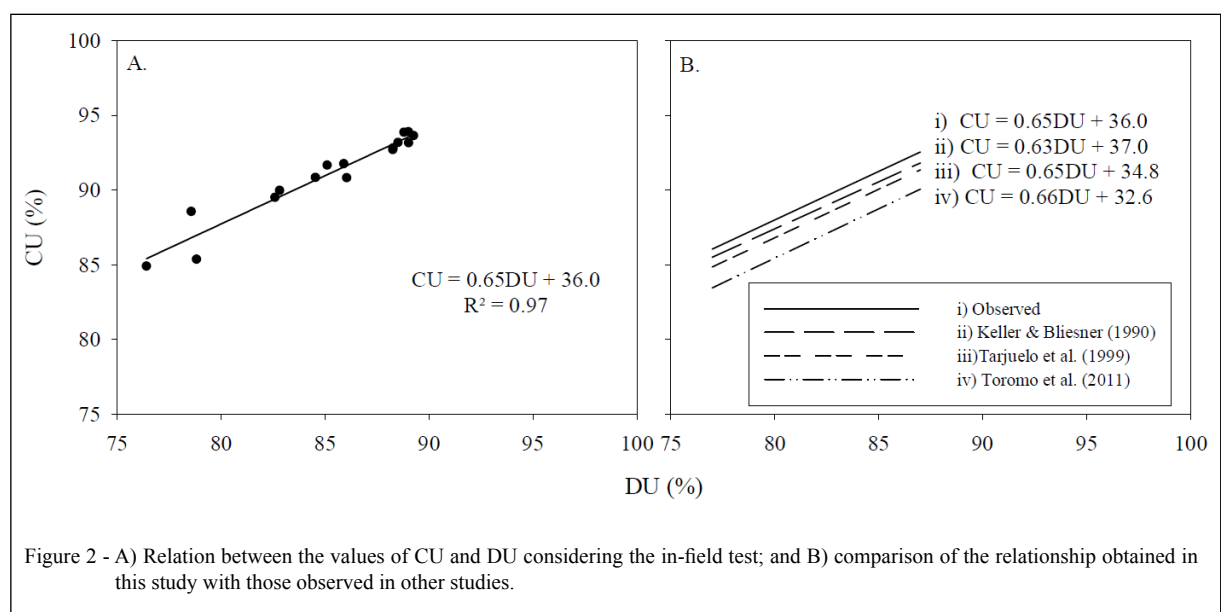 A.
100
95
90
85
80
75
CU (%)
CU = 0.65DU + 36.0
R² = 0.97
75 80 85 90 95 100
B.
i) CU = 0.65DU + 36.0
ii) CU = 0.63DU + 37.0
iii) CU = 0.65DU + 34.8
iv) CU = 0.66DU + 32.6
i) Observed
ii) Keller & Bliesner (1990)
iii)Tarjuelo et al. (1999)
iv) Toromo et al. (2011)
75 80 85 90 95 100
DU (%)
Figure 2 - A) Relation between the values of CU and DU considering the in-field test; and B) comparison of the relationship obtained in
this study with those observed in other studies.